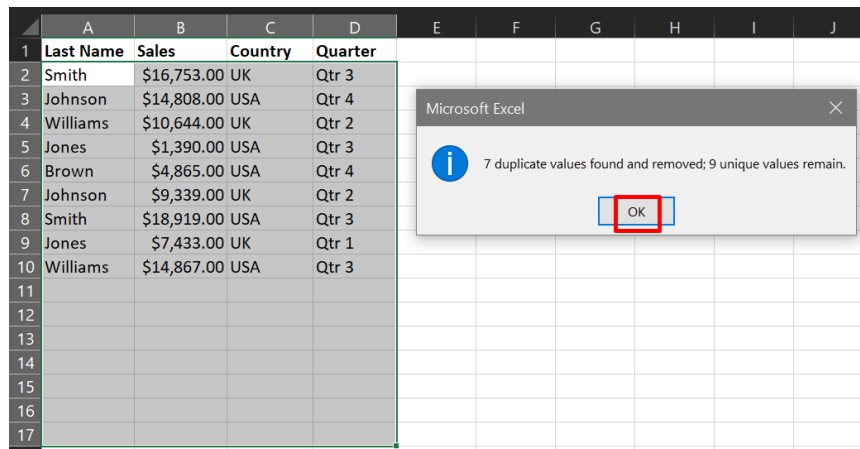 A B C D E F G H I J
1 Last Name Sales Country Quarter
2 Smith $16,753.00 UK Qtr 3
3 Johnson $14,808.00 USA Qtr 4
4 Williams $10,644.00 UK Qtr 2
Microsoft Excel
5 Jones $1,390.00 USA Qtr 3
6 Brown $4,865.00 USA Qtr 4
7 duplicate values found and removed; 9 unique values remain.
7 Johnson $9,339.00 UK Qtr 2
8 Smith $18,919.00 USA Qtr 3
OK
9 Jones $7,433.00 UK Qtr 1
10 Williams $14,867.00 USA Qtr 3
11
12
13
14
15
16
17